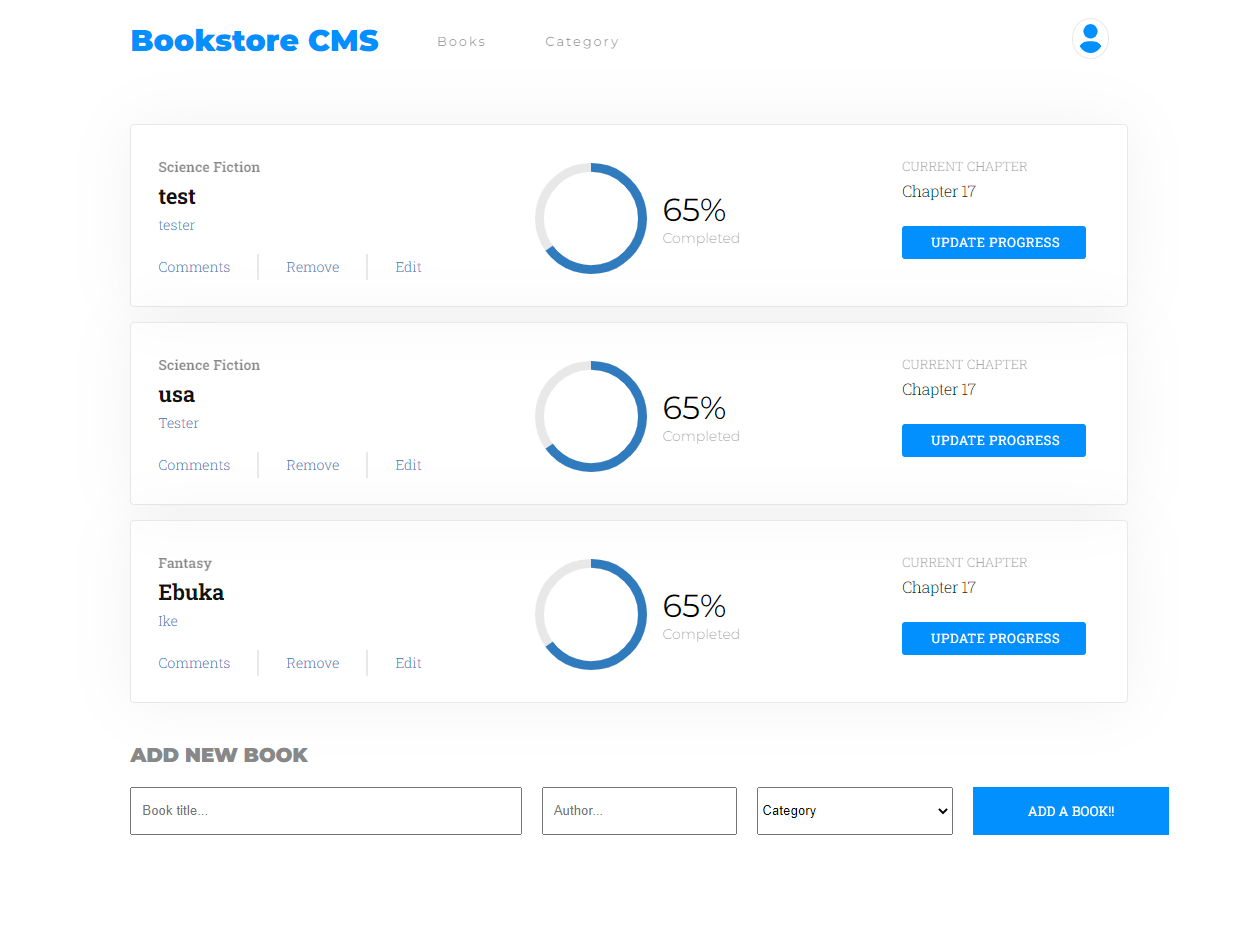 Bookstore CMS
Books
Category
Science Fiction
test
tester
Comments
Remove
Edit
65%
Completed
CURRENT CHAPTER
Chapter 17
UPDATE PROGRESS
Science Fiction
usa
Tester
Comments
Remove
Edit
65%
Completed
CURRENT CHAPTER
Chapter 17
UPDATE PROGRESS
Fantasy
Ebuka
Ike
Comments
Remove
Edit
65%
Completed
CURRENT CHAPTER
Chapter 17
UPDATE PROGRESS
ADD NEW BOOK
Book title...
Author...
Category
ADD A BOOK!!